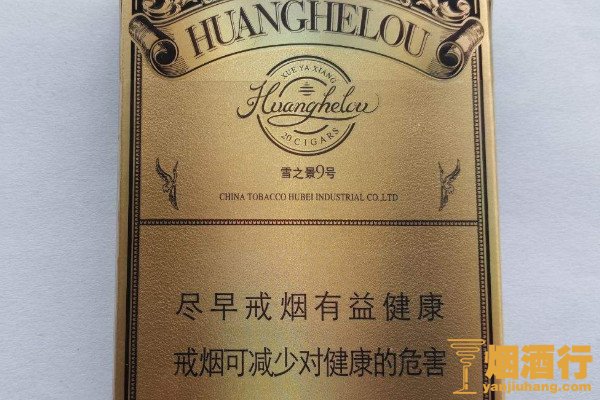 HUANGHELOU
XUE YA XIANG
Huanghelou
20 CIGARS
雪之景9号
CHINA TOBACCO HUBEI INDUSTRIAL CO.,LTD
尽早戒烟有益健康
戒烟可减少对健康的危害
烟酒行
yanjiuhang.com